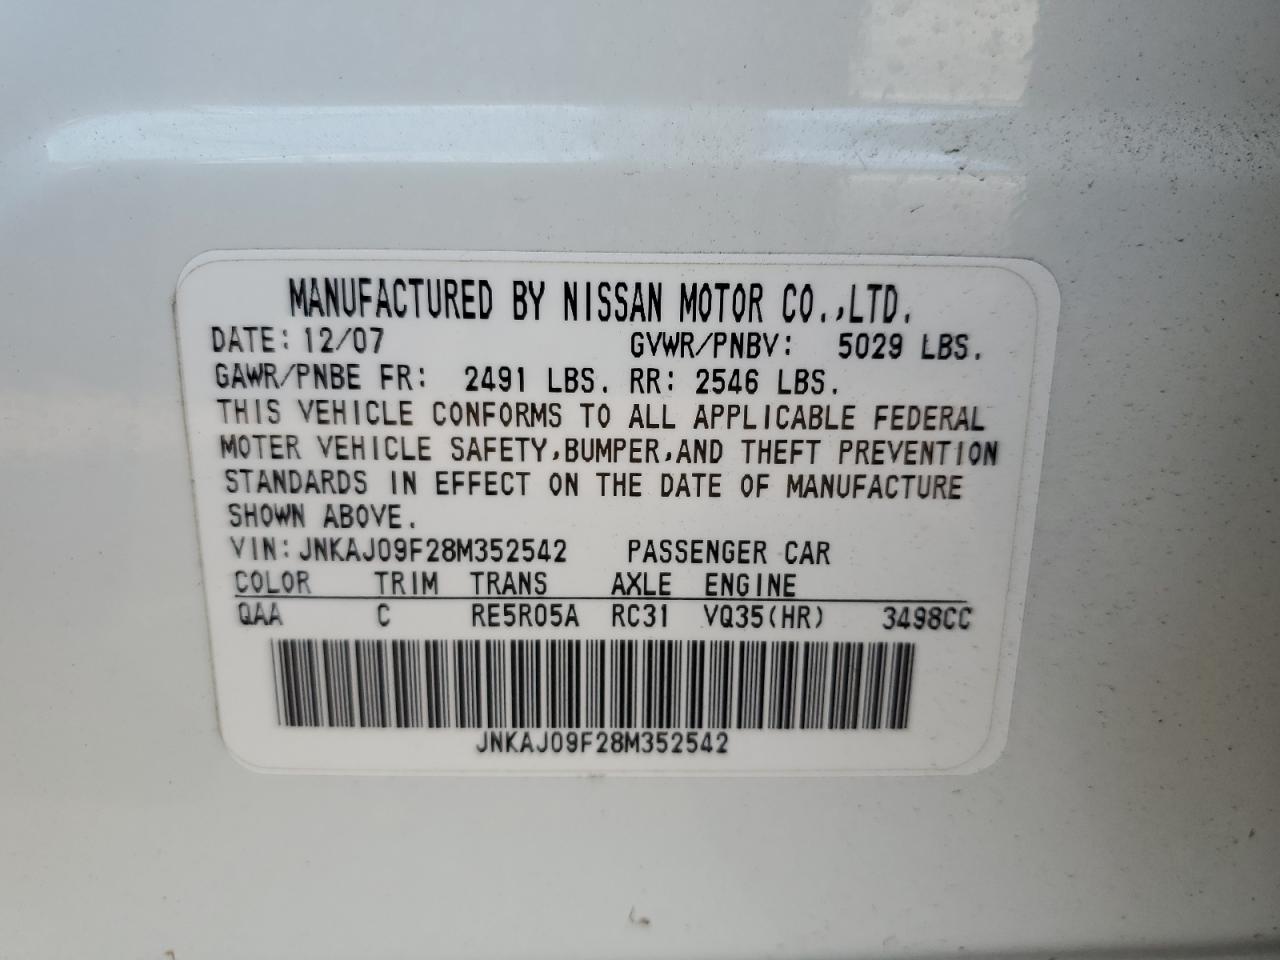 MANUFACTURED BY NISSAN MOTOR CO.,LTD.
DATE: 12/07 GVWR/PNBV: 5029 LBS.
GAWR/PNBE FR: 2491 LBS. RR: 2546 LBS.
THIS VEHICLE CONFORMS TO ALL APPLICABLE FEDERAL
MOTER VEHICLE SAFETY,BUMPER,AND THEFT PREVENTION
STANDARDS IN EFFECT ON THE DATE OF MANUFACTURE
SHOWN ABOVE.
VIN: JNKAJ09F28M352542 PASSENGER CAR
COLOR TRIM TRANS AXLE ENGINE
QAA C RE5R05A RC31 VQ35(HR) 3498CC
JNKAJ09F28M352542